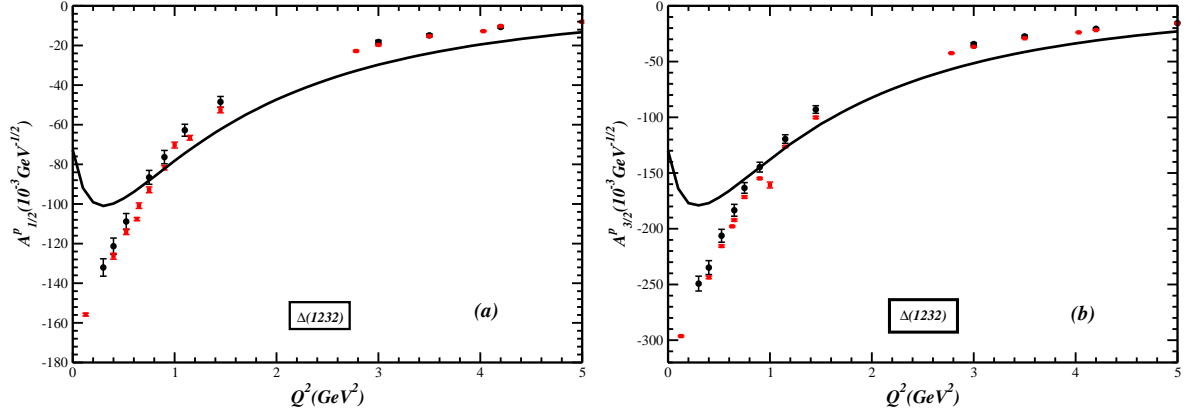 0
-20
-40
-60
-80
-100
-120
-140
-160
-180
A^p_{1/2}(10^{-3}GeV^{-1/2})
Δ(1232)
(a)
0 1 2 3 4 5
Q^2(GeV^2)
0
-50
-100
-150
-200
-250
-300
A^p_{3/2}(10^{-3}GeV^{-1/2})
Δ(1232)
(b)
0 1 2 3 4 5
Q^2(GeV^2)